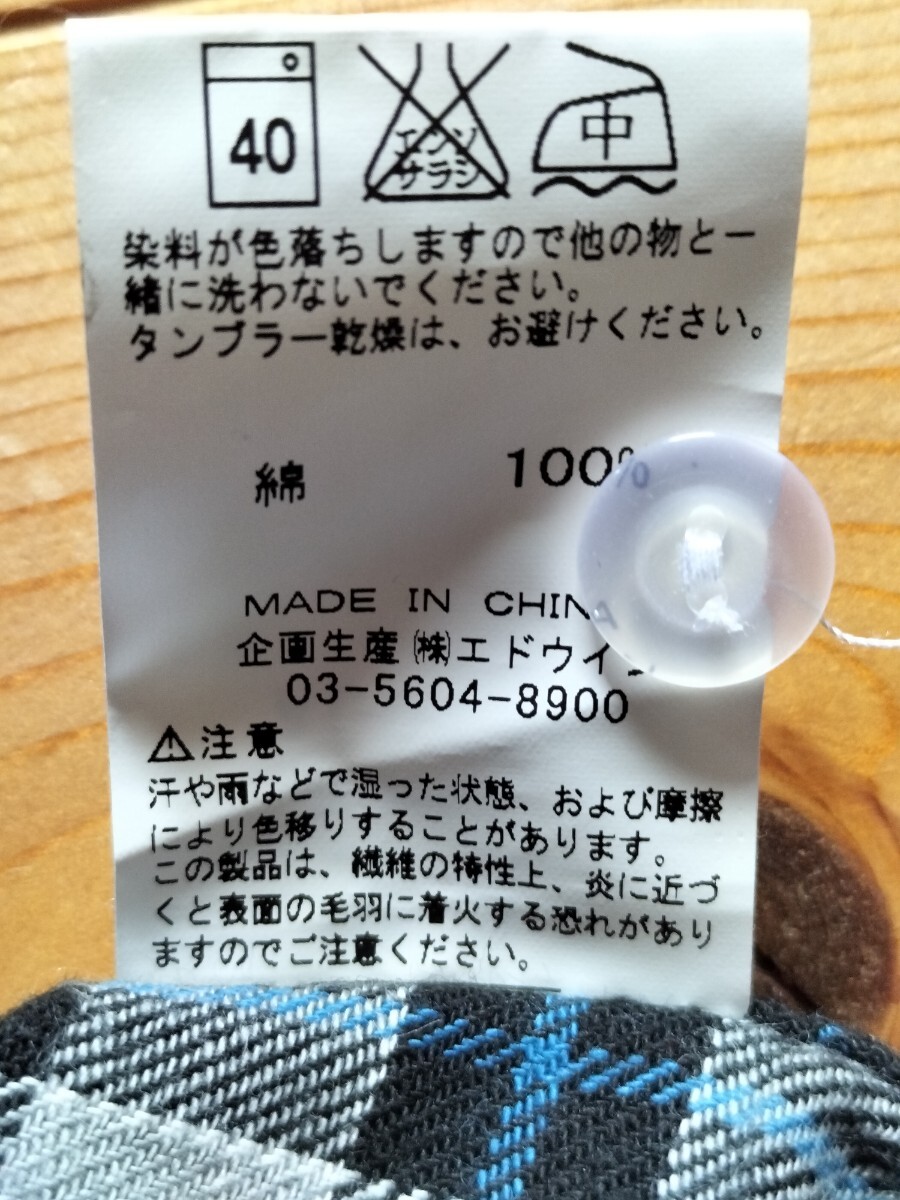 40
エンソ
サラシ
中
染料が色落ちしますので他の物と一
緒に洗わないでください。
タンブラー乾燥は、お避けください。
綿 100%
MADE IN CHINA
企画生産㈱エドウイン
03-5604-8900
⚠注意
汗や雨などで湿った状態、および摩擦
により色移りすることがあります。
この製品は、繊維の特性上、炎に近づ
くと表面の毛羽に着火する恐れがあり
ますのでご注意ください。